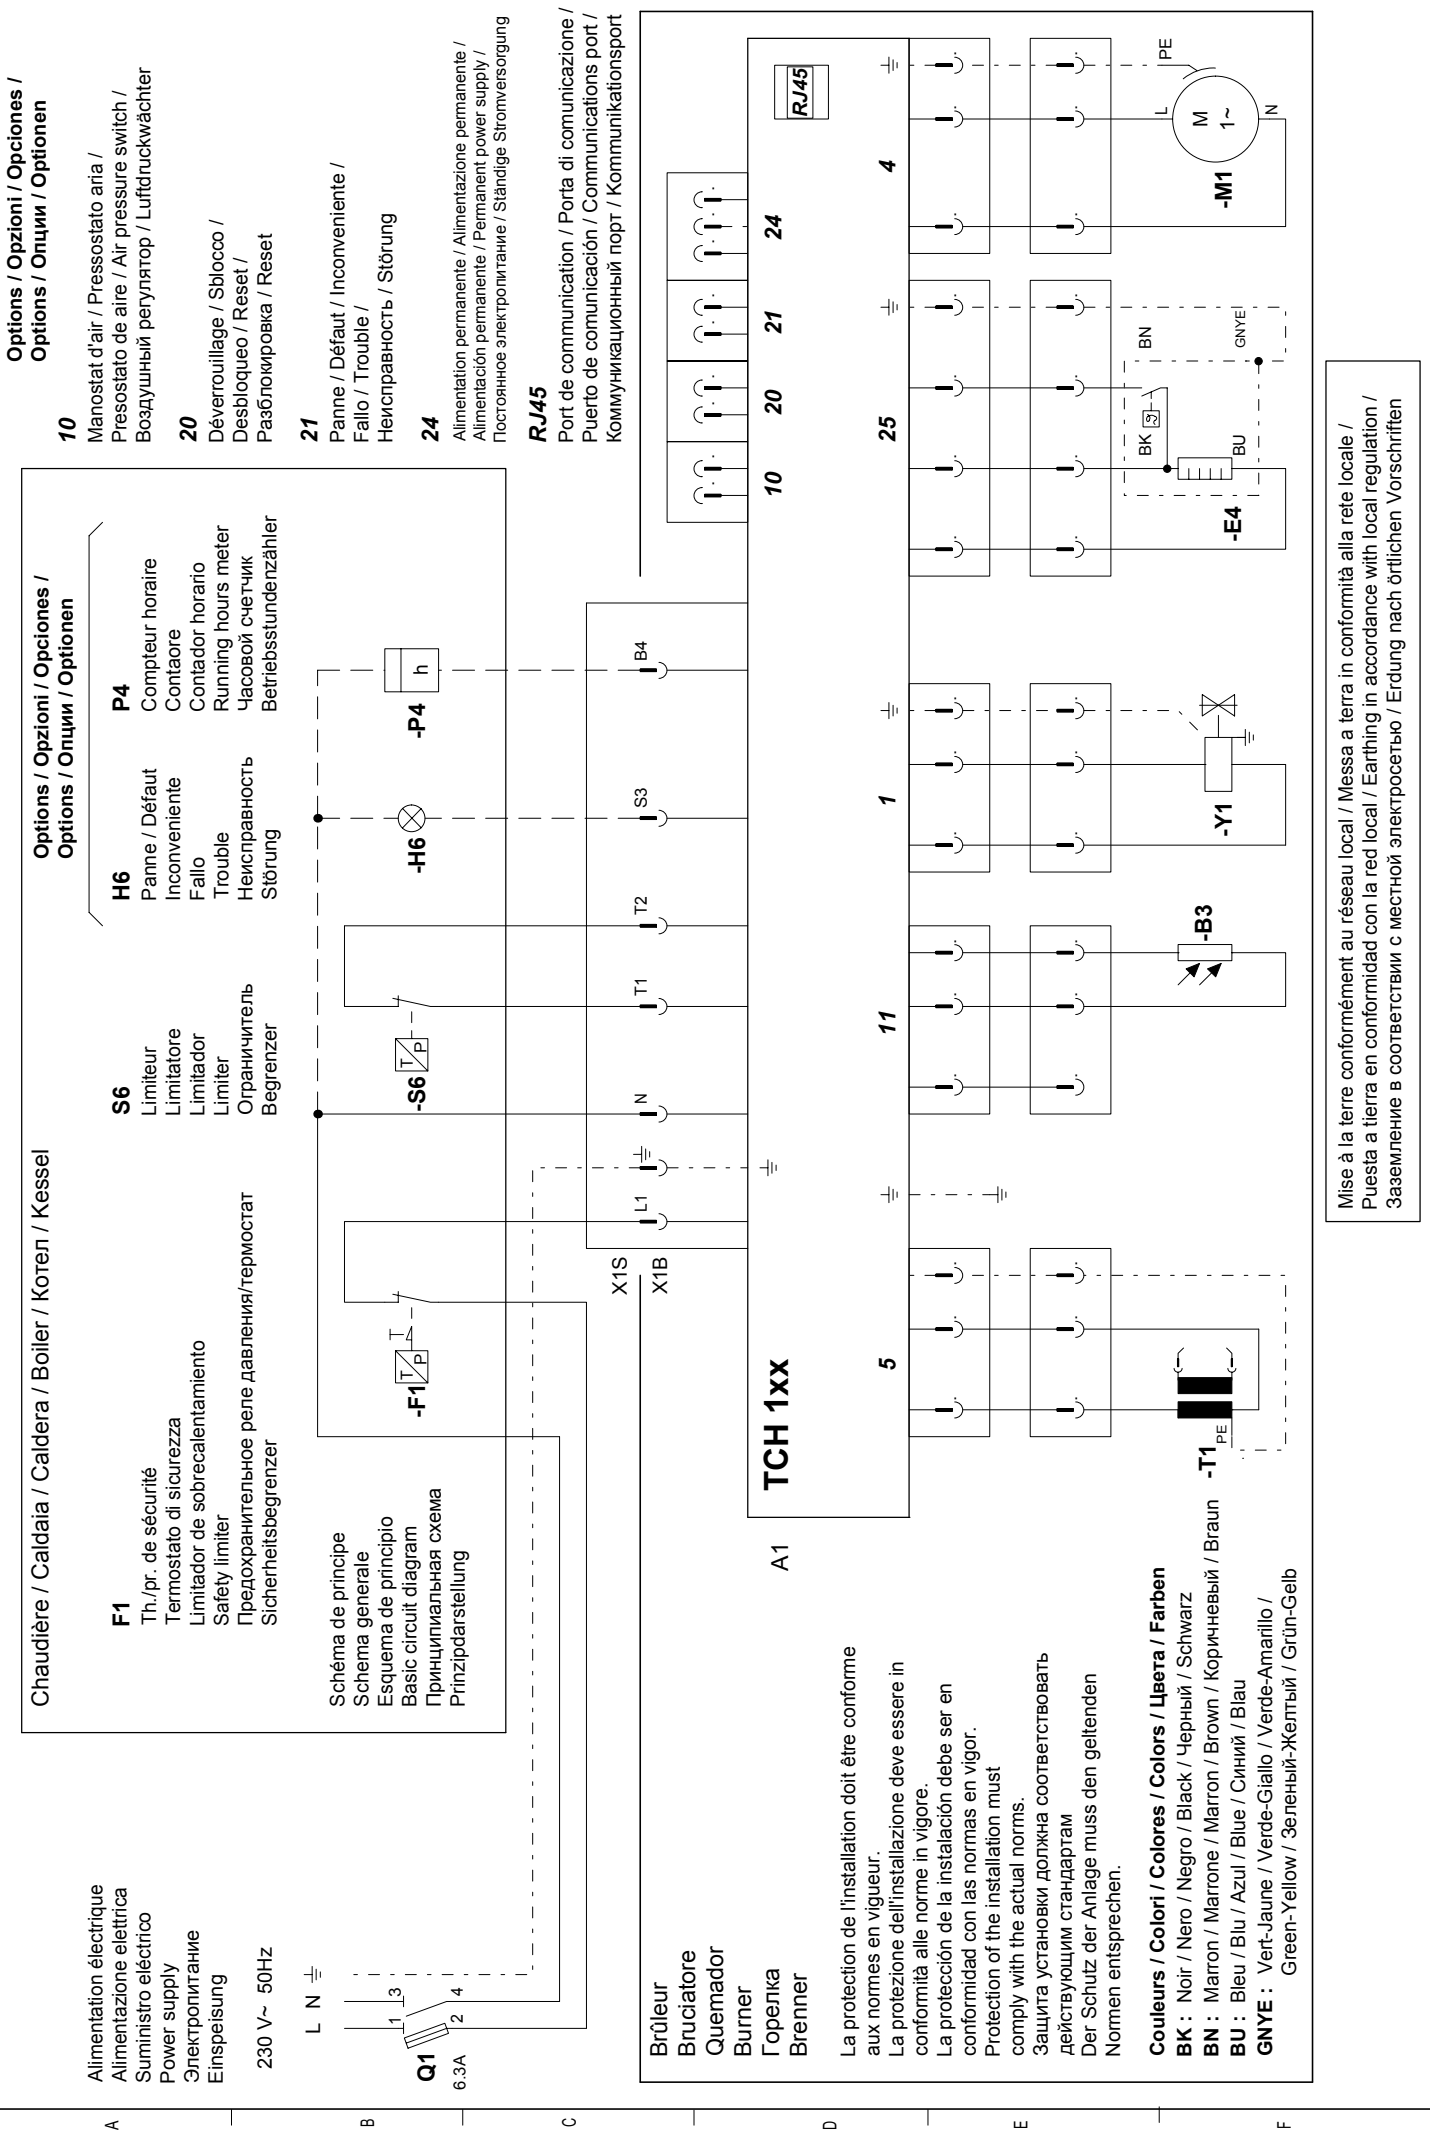 Alimentation électrique
Alimentazione elettrica
Suministro eléctrico
Power supply
Электропитание
Einspeisung
230 V~ 50Hz
L N
1 3
2 4
Q1
6.3A
Chaudière / Caldaia / Caldera / Boiler / Котел / Kessel
F1
Th./pr. de sécurité
Termostato di sicurezza
Limitador de sobrecalentamiento
Safety limiter
Предохранительное реле давления/термостат
Sicherheitsbegrenzer
S6
Limiteur
Limitatore
Limitador
Limiter
Ограничитель
Begrenzer
Options / Opzioni / Opciones /
Options / Опции / Optionen
H6
Panne / Défaut
Inconveniente
Fallo
Trouble
Неисправность
Störung
P4
Compteur horaire
Contaore
Contador horario
Running hours meter
Часовой счетчик
Betriebsstundenzähler
Schéma de principe
Schema generale
Esquema de principio
Basic circuit diagram
Принципиальная схема
Prinzipdarstellung
-F1
T P
-S6
T P
-H6
-P4
h
X1S
X1B
L1
N
T1
T2
S3
B4
Options / Opzioni / Opciones /
Options / Опции / Optionen
10
Manostat d'air / Pressostato aria /
Presostato de aire / Air pressure switch /
Воздушный регулятор / Luftdruckwächter
20
Déverrouillage / Sblocco /
Desbloqueo / Reset /
Разблокировка / Reset
21
Panne / Défaut / Inconveniente /
Fallo / Trouble /
Неисправность / Störung
24
Alimentation permanente / Alimentazione permanente /
Alimentación permanente / Permanent power supply /
Постоянное электропитание / Ständige Stromversorgung
RJ45
Port de communication / Porta di comunicazione /
Puerto de comunicación / Communications port /
Коммуникационный порт / Kommunikationsport
Brûleur
Bruciatore
Quemador
Burner
Горелка
Brenner
A1
TCH 1xx
10
20
21
24
RJ45
5
11
1
25
4
La protection de l'installation doit être conforme
aux normes en vigueur.
La protezione dell'installazione deve essere in
conformità alle norme in vigore.
La protección de la instalación debe ser en
conformidad con las normas en vigor.
Protection of the installation must
comply with the actual norms.
Защита установки должна соответствовать
действующим стандартам
Der Schutz der Anlage muss den geltenden
Normen entsprechen.
Couleurs / Colori / Colores / Colors / Цвета / Farben
BK : Noir / Nero / Negro / Black / Черный / Schwarz
BN : Marron / Marrone / Marron / Brown / Коричневый / Braun
BU : Bleu / Blu / Azul / Blue / Синий / Blau
GNYE : Vert-Jaune / Verde-Giallo / Verde-Amarillo /
Green-Yellow / Зеленый-Желтый / Grün-Gelb
-T1
PE
-B3
-Y1
-E4
BK
BN
BU
GNYE
-M1
M
1~
L
N
PE
Mise à la terre conformément au réseau local / Messa a terra in conformità alla rete locale /
Puesta a tierra en conformidad con la red local / Earthing in accordance with local regulation /
Заземление в соответствии с местной электросетью / Erdung nach örtlichen Vorschriften
A
B
C
D
E
F